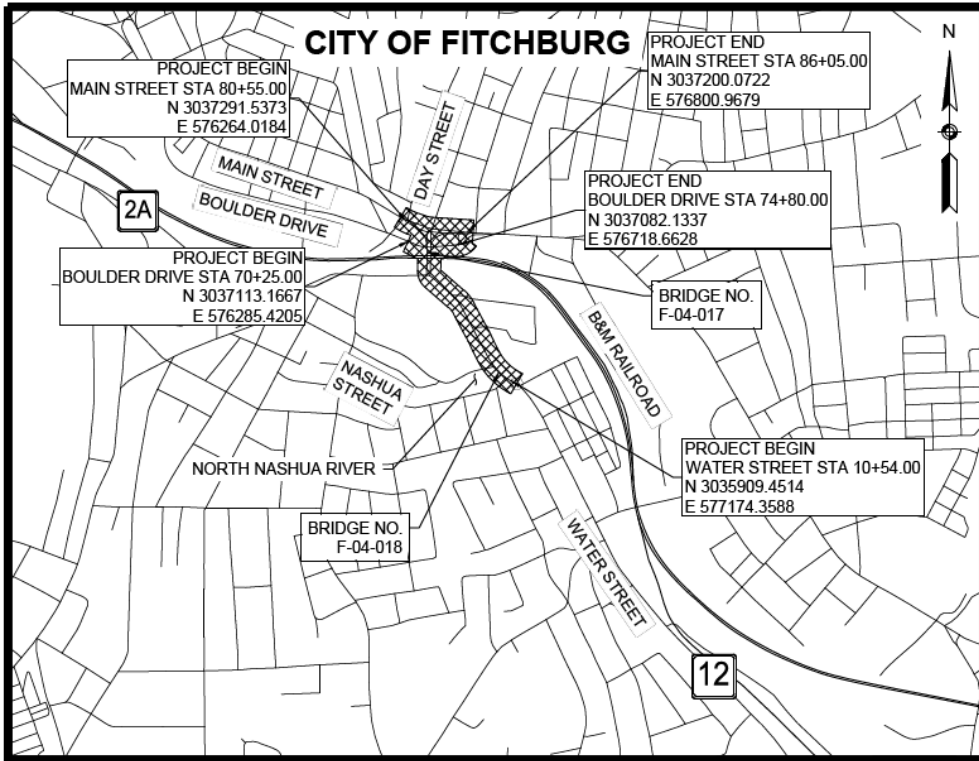 CITY OF FITCHBURG
N
PROJECT BEGIN
MAIN STREET STA 80+55.00
N 3037291.5373
E 576264.0184
PROJECT END
MAIN STREET STA 86+05.00
N 3037200.0722
E 576800.9679
DAY STREET
MAIN STREET
BOULDER DRIVE
2A
PROJECT END
BOULDER DRIVE STA 74+80.00
N 3037082.1337
E 576718.6628
PROJECT BEGIN
BOULDER DRIVE STA 70+25.00
N 3037113.1667
E 576285.4205
BRIDGE NO.
F-04-017
B&M RAILROAD
NASHUA
STREET
NORTH NASHUA RIVER
PROJECT BEGIN
WATER STREET STA 10+54.00
N 3035909.4514
E 577174.3588
BRIDGE NO.
F-04-018
WATER STREET
12